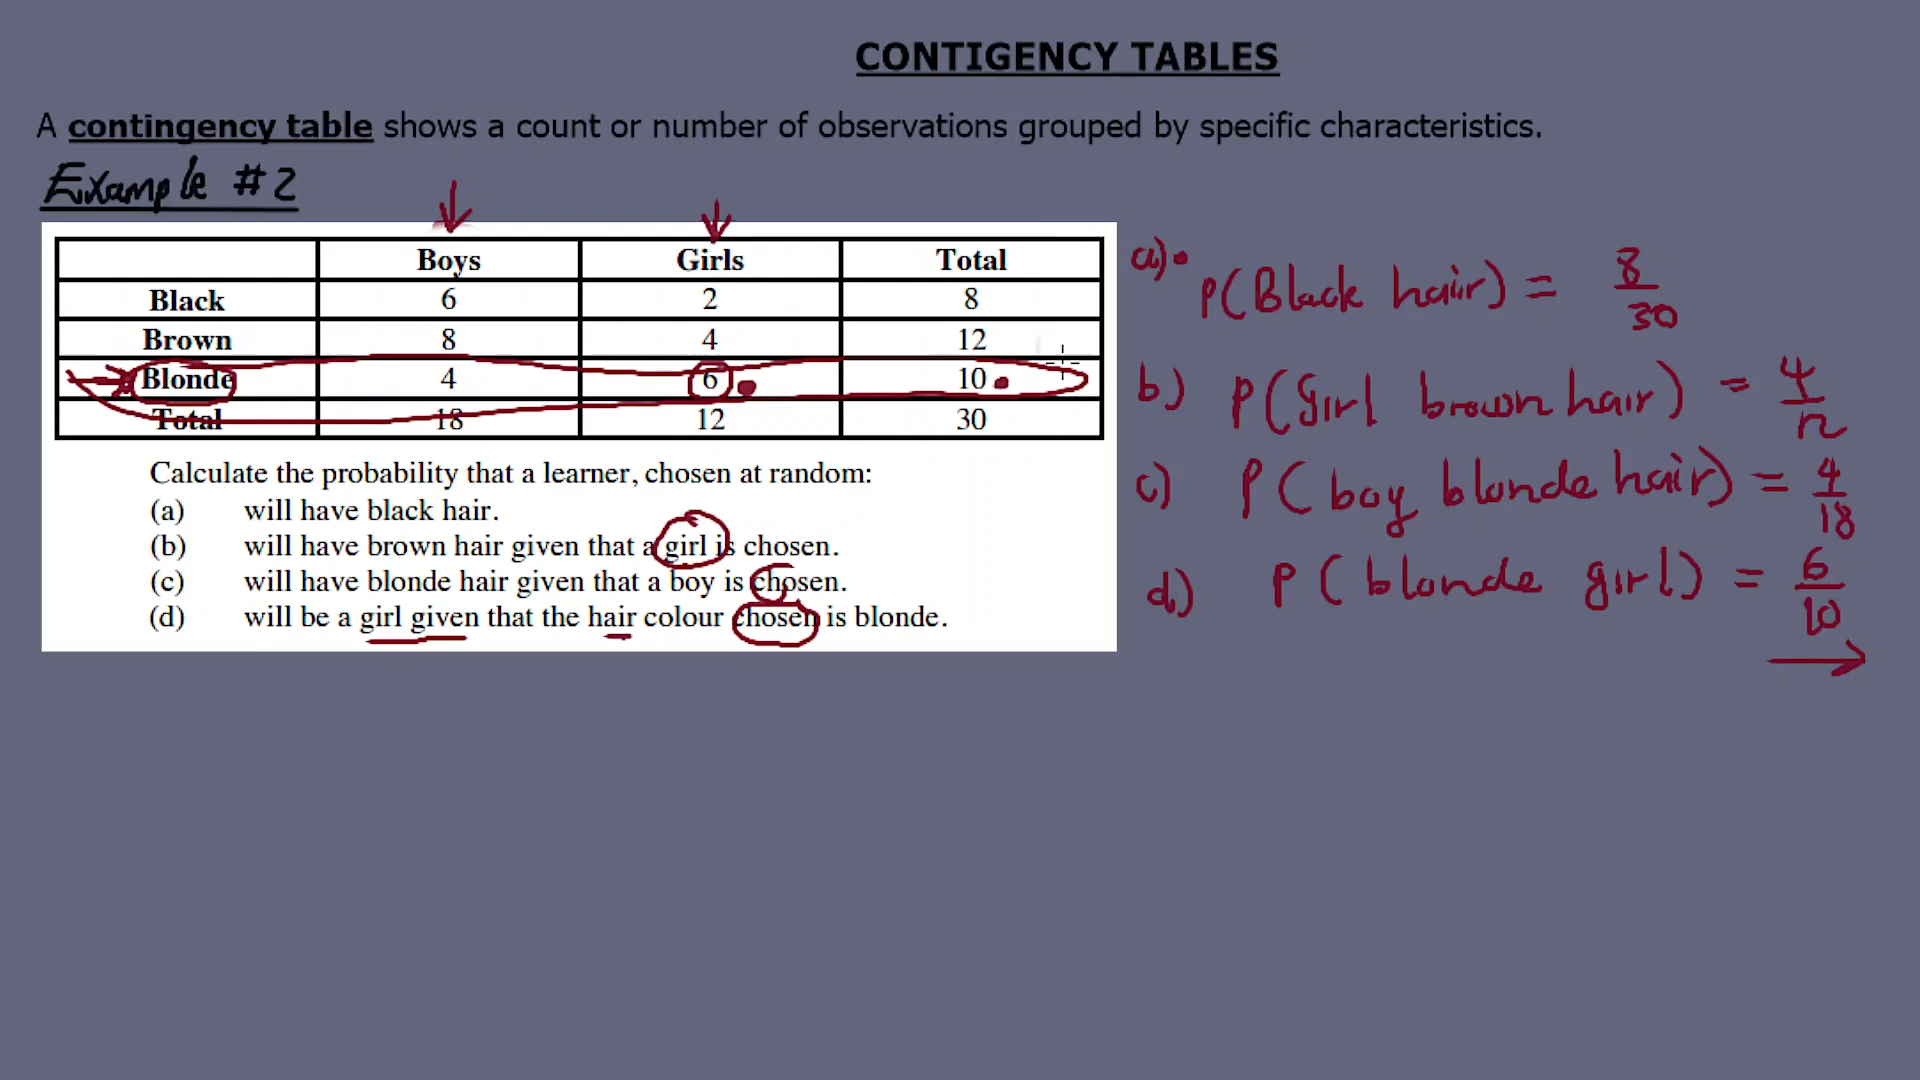 CONTIGENCY TABLES
A contingency table shows a count or number of observations grouped by specific characteristics.
Example #2
Boys Girls Total
Black 6 2 8
Brown 8 4 12
Blonde 4 6 10
Total 18 12 30
Calculate the probability that a learner, chosen at random:
(a) will have black hair.
(b) will have brown hair given that a girl is chosen.
(c) will have blonde hair given that a boy is chosen.
(d) will be a girl given that the hair colour chosen is blonde.
a) P(Black hair) = 8/30
b) P(Girl brown hair) = 4/12
c) P(boy blonde hair) = 4/18
d) P(blonde girl) = 6/10